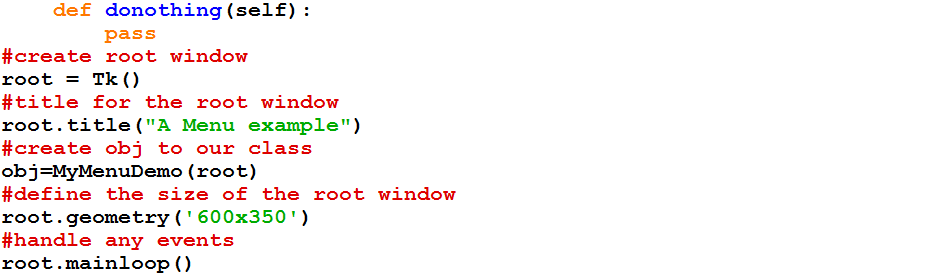 def donothing(self):
        pass
#create root window
root = Tk()
#title for the root window
root.title("A Menu example")
#create obj to our class
obj=MyMenuDemo(root)
#define the size of the root window
root.geometry('600x350')
#handle any events
root.mainloop()